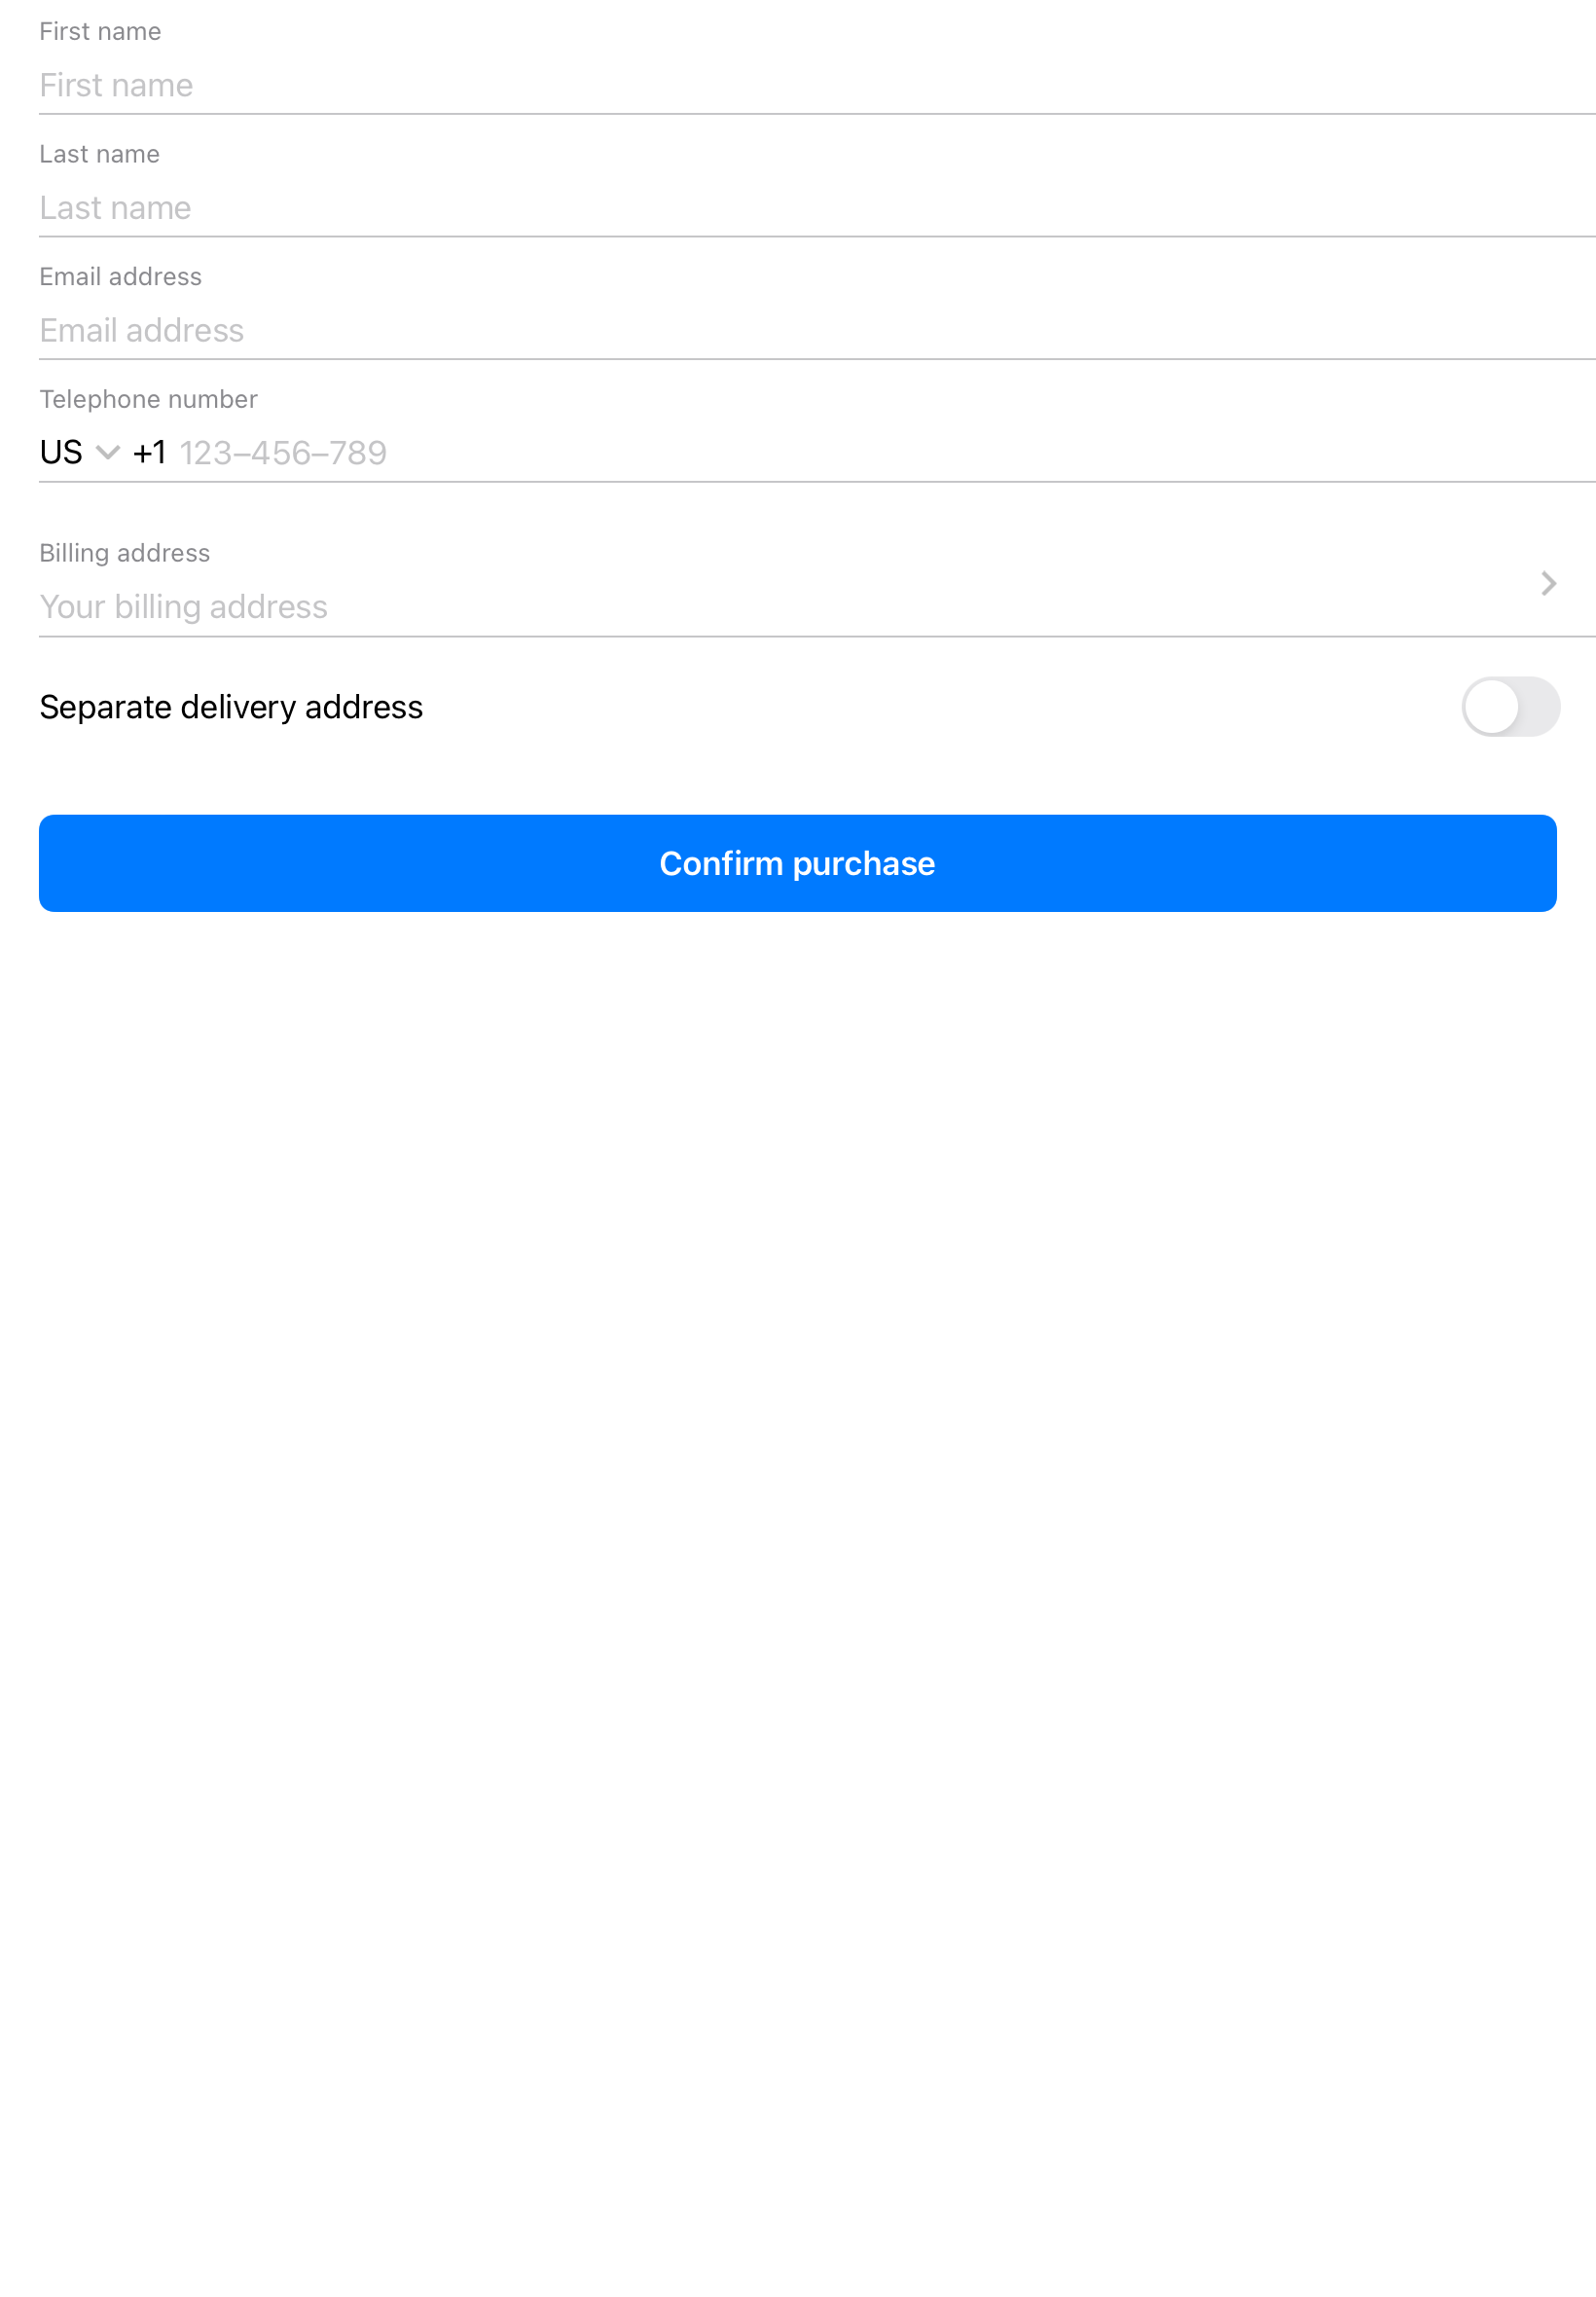 First name
First name
Last name
Last name
Email address
Email address
Telephone number
US +1 123–456–789
Billing address
Your billing address
Separate delivery address
Confirm purchase